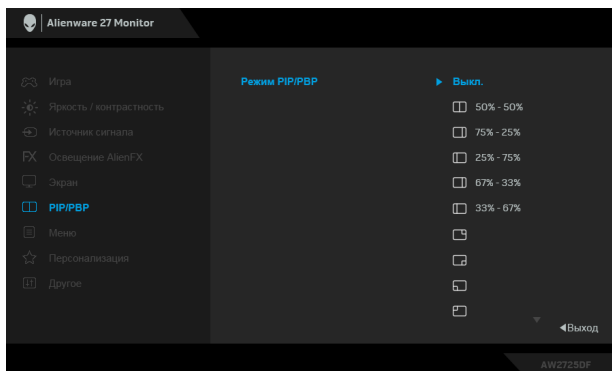 Alienware 27 Monitor
Игра
Яркость / контрастность
Источник сигнала
FX Освещение AlienFX
Экран
PIP/PBP
Меню
Персонализация
Другое
Режим PIP/PBP
Выкл.
50% - 50%
75% - 25%
25% - 75%
67% - 33%
33% - 67%
Выход
AW2725DF